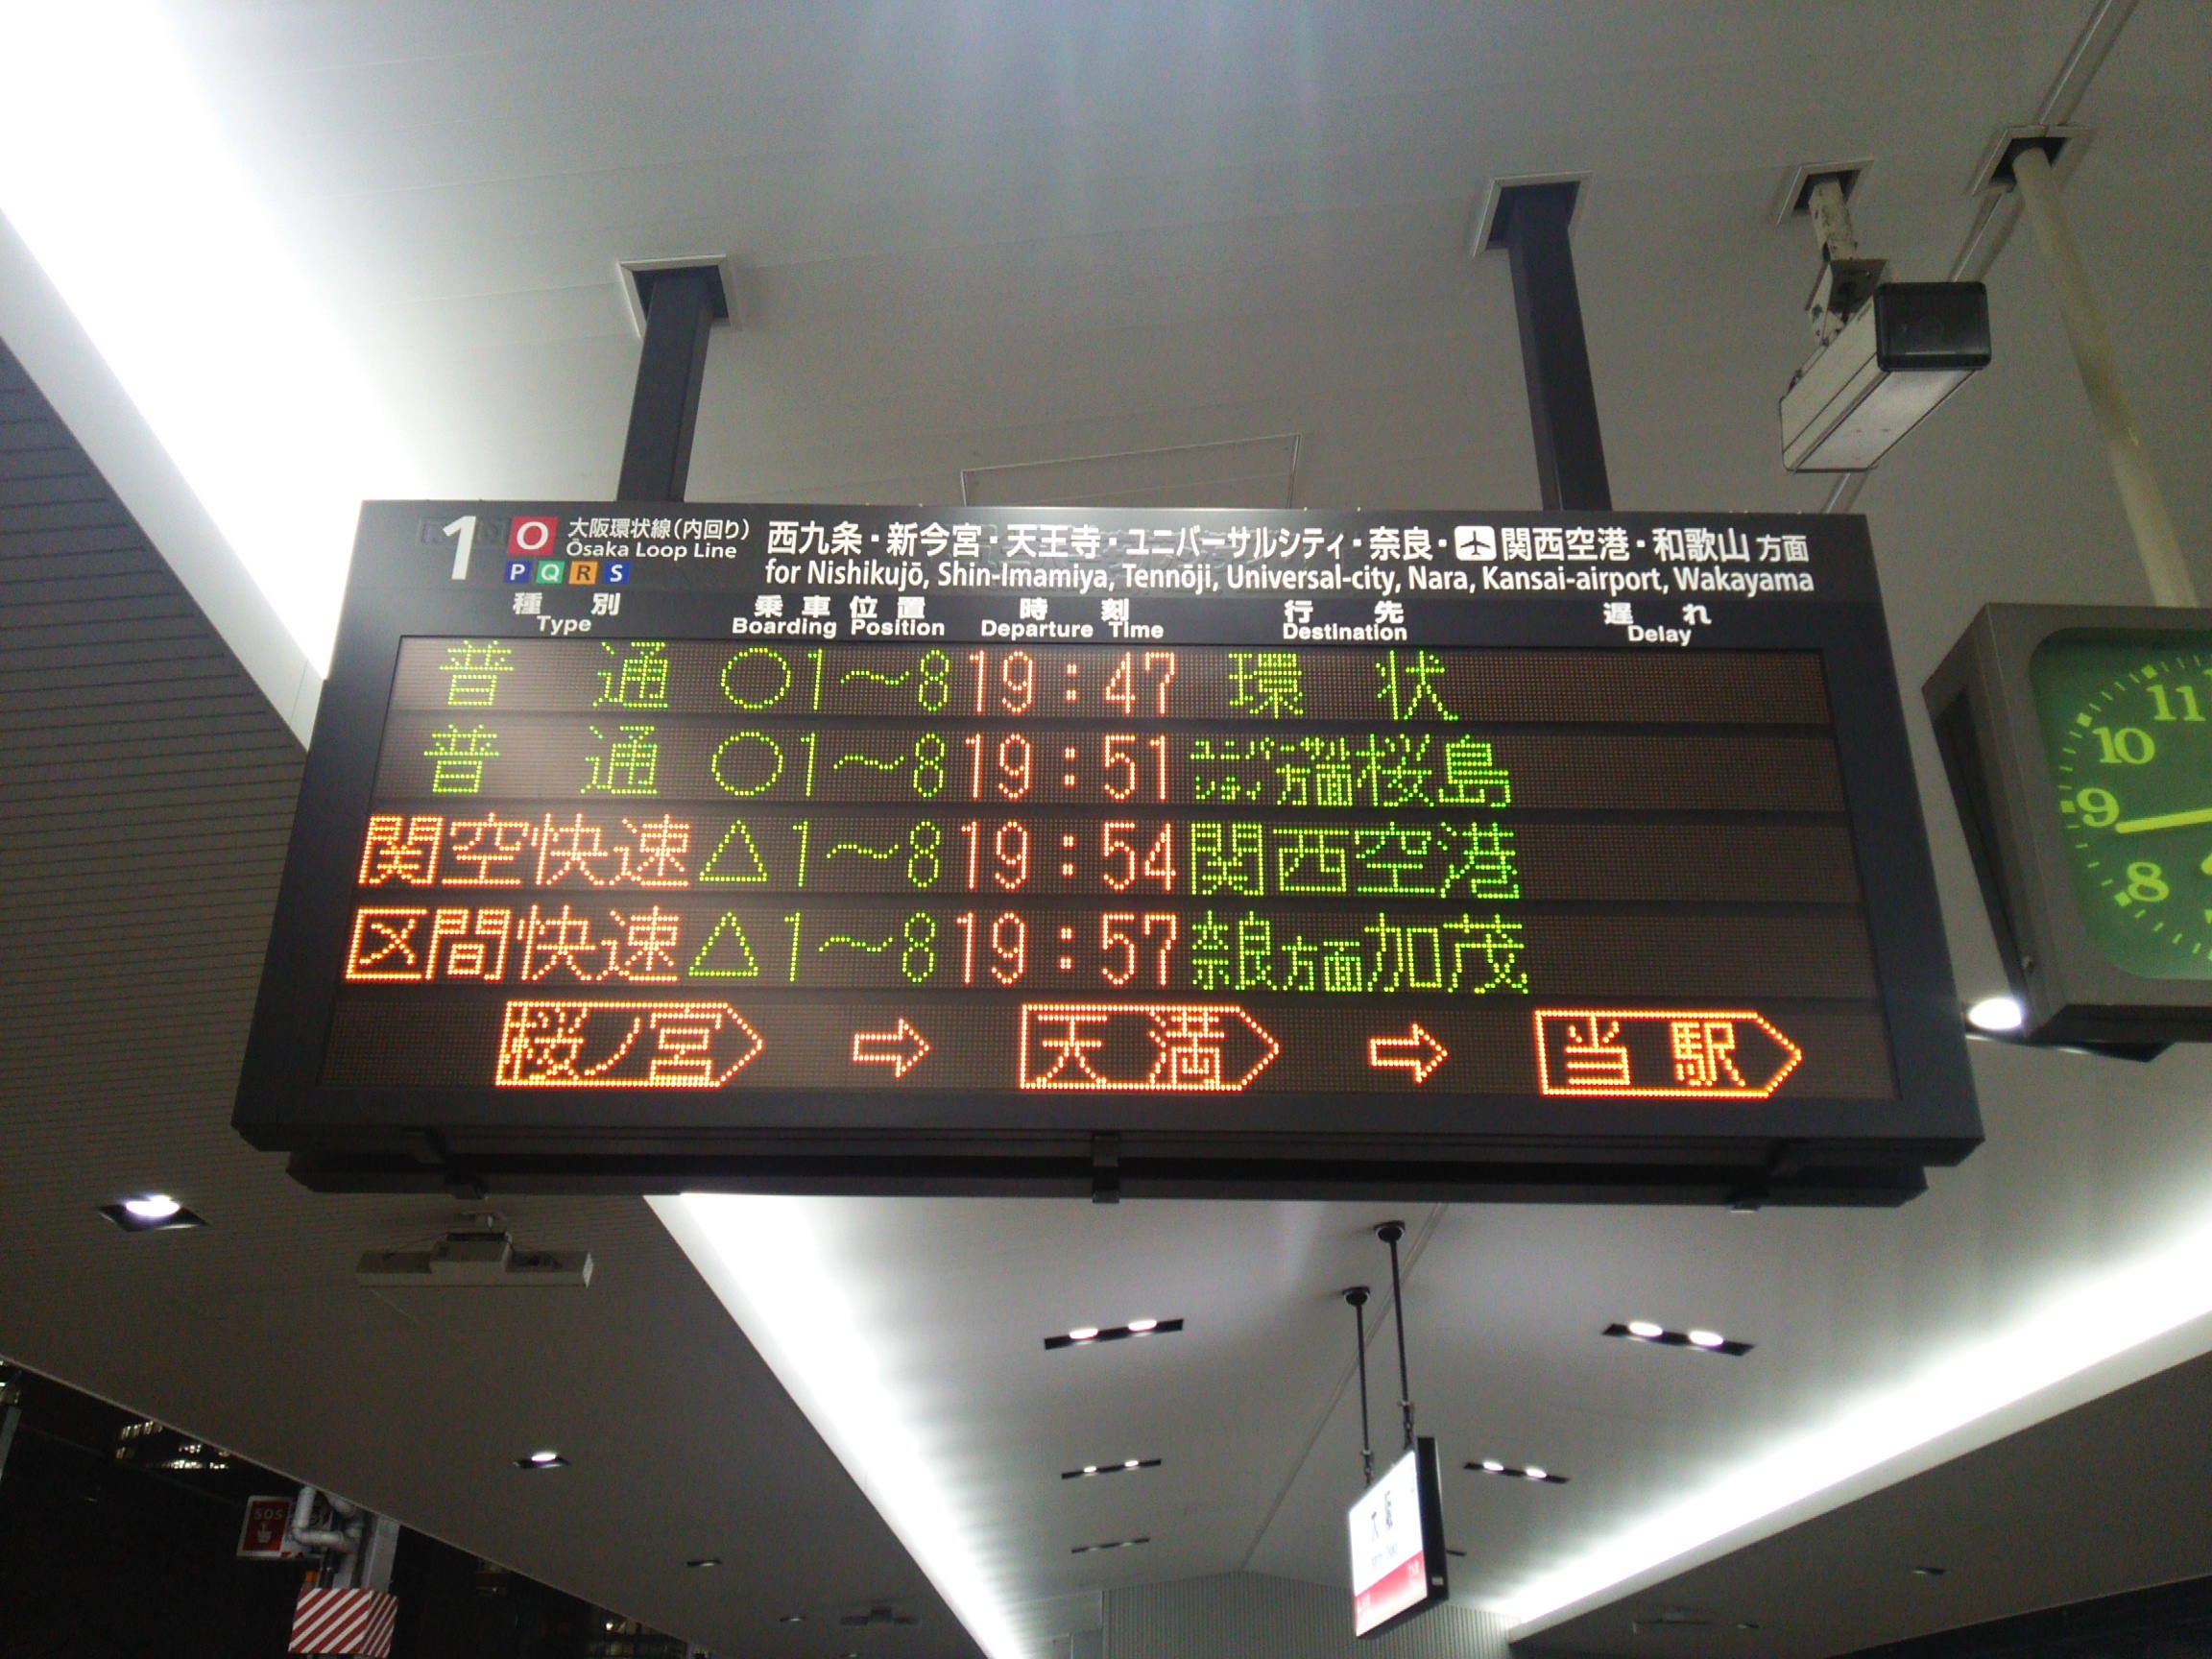 1 O 大阪環状線(内回り) 西九条・新今宮・天王寺・ユニバーサルシティ・奈良・関西空港・和歌山 方面
Ōsaka Loop Line for Nishikujō, Shin-Imamiya, Tennōji, Universal-city, Nara, Kansai-airport, Wakayama
P Q R S
種別 乗車位置 時刻 行先 遅れ
Type Boarding Position Departure Time Destination Delay
普通 ○1～8 19:47 環状
普通 ○1～8 19:51 ユニバーサルシティ方面桜島
関空快速 △1～8 19:54 関西空港
区間快速 △1～8 19:57 奈良方面加茂
桜ノ宮 ⇨ 天満 ⇨ 当駅
11
10
9
8
SOS
大阪